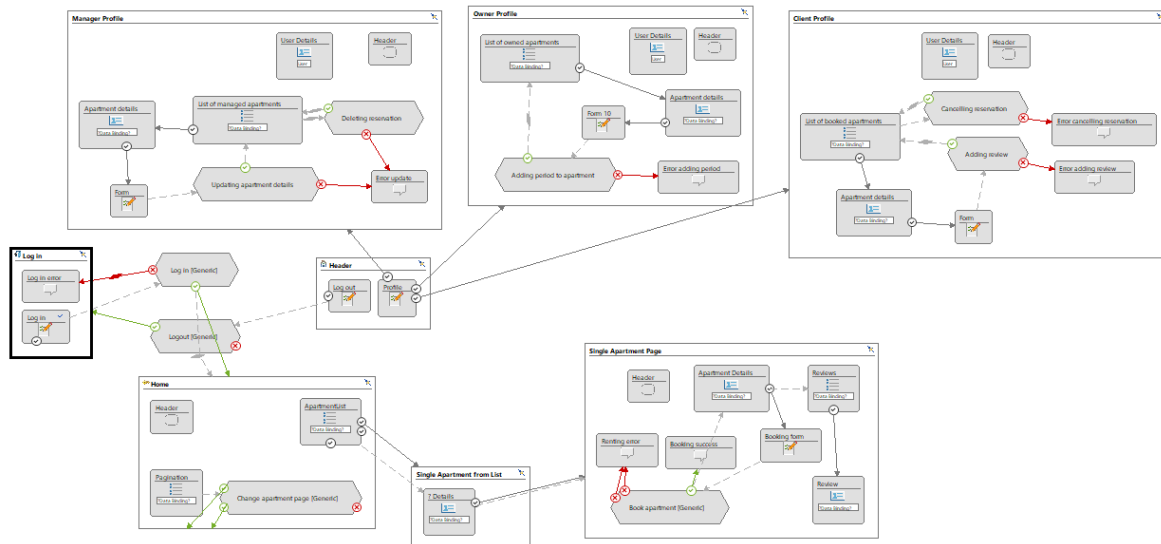 Manager Profile
User Details
user
Header
Apartment details
?Data Binding?
List of managed apartments
?Data Binding?
Deleting reservation
Updating apartment details
Form
Error update
Owner Profile
List of owned apartments
?Data Binding?
User Details
user
Header
Form 10
Apartment details
?Data Binding?
Adding period to apartment
Error adding period
Client Profile
User Details
user
Header
List of booked apartments
?Data Binding?
Cancelling reservation
Error cancelling reservation
Adding review
Error adding review
Apartment details
?Data Binding?
Form
Log In
Log in error
Log in
Log in [Generic]
Logout [Generic]
Header
Log out
Profile
Home
Header
ApartmentList
?Data Binding?
Pagination
?Data Binding?
Change apartment page [Generic]
Single Apartment from List
? Details
?Data Binding?
Single Apartment Page
Header
Apartment Details
?Data Binding?
Reviews
?Data Binding?
Renting error
Booking success
Booking form
Book apartment [Generic]
Review
?Data Binding?